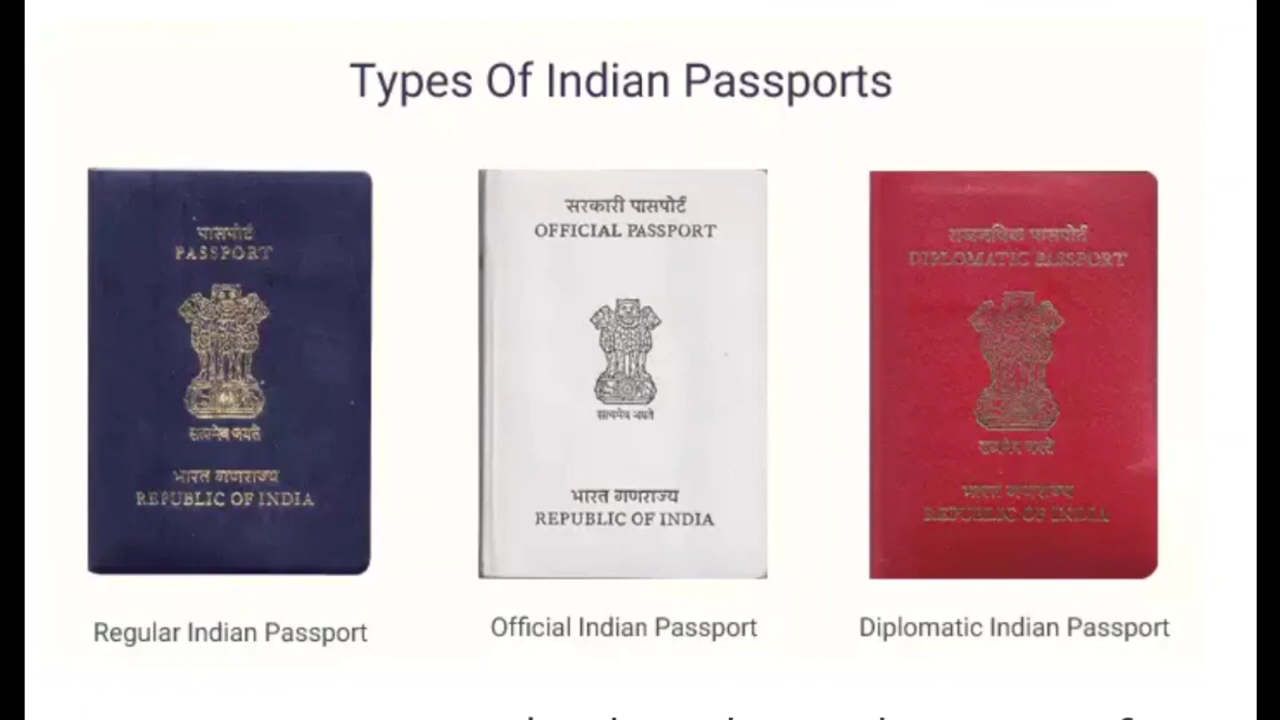 Types Of Indian Passports
पासपोर्ट
PASSPORT
सत्यमेव जयते
भारत गणराज्य
REPUBLIC OF INDIA
Regular Indian Passport
सरकारी पासपोर्ट
OFFICIAL PASSPORT
सत्यमेव जयते
भारत गणराज्य
REPUBLIC OF INDIA
Official Indian Passport
राजनयिक पासपोर्ट
DIPLOMATIC PASSPORT
सत्यमेव जयते
भारत गणराज्य
REPUBLIC OF INDIA
Diplomatic Indian Passport